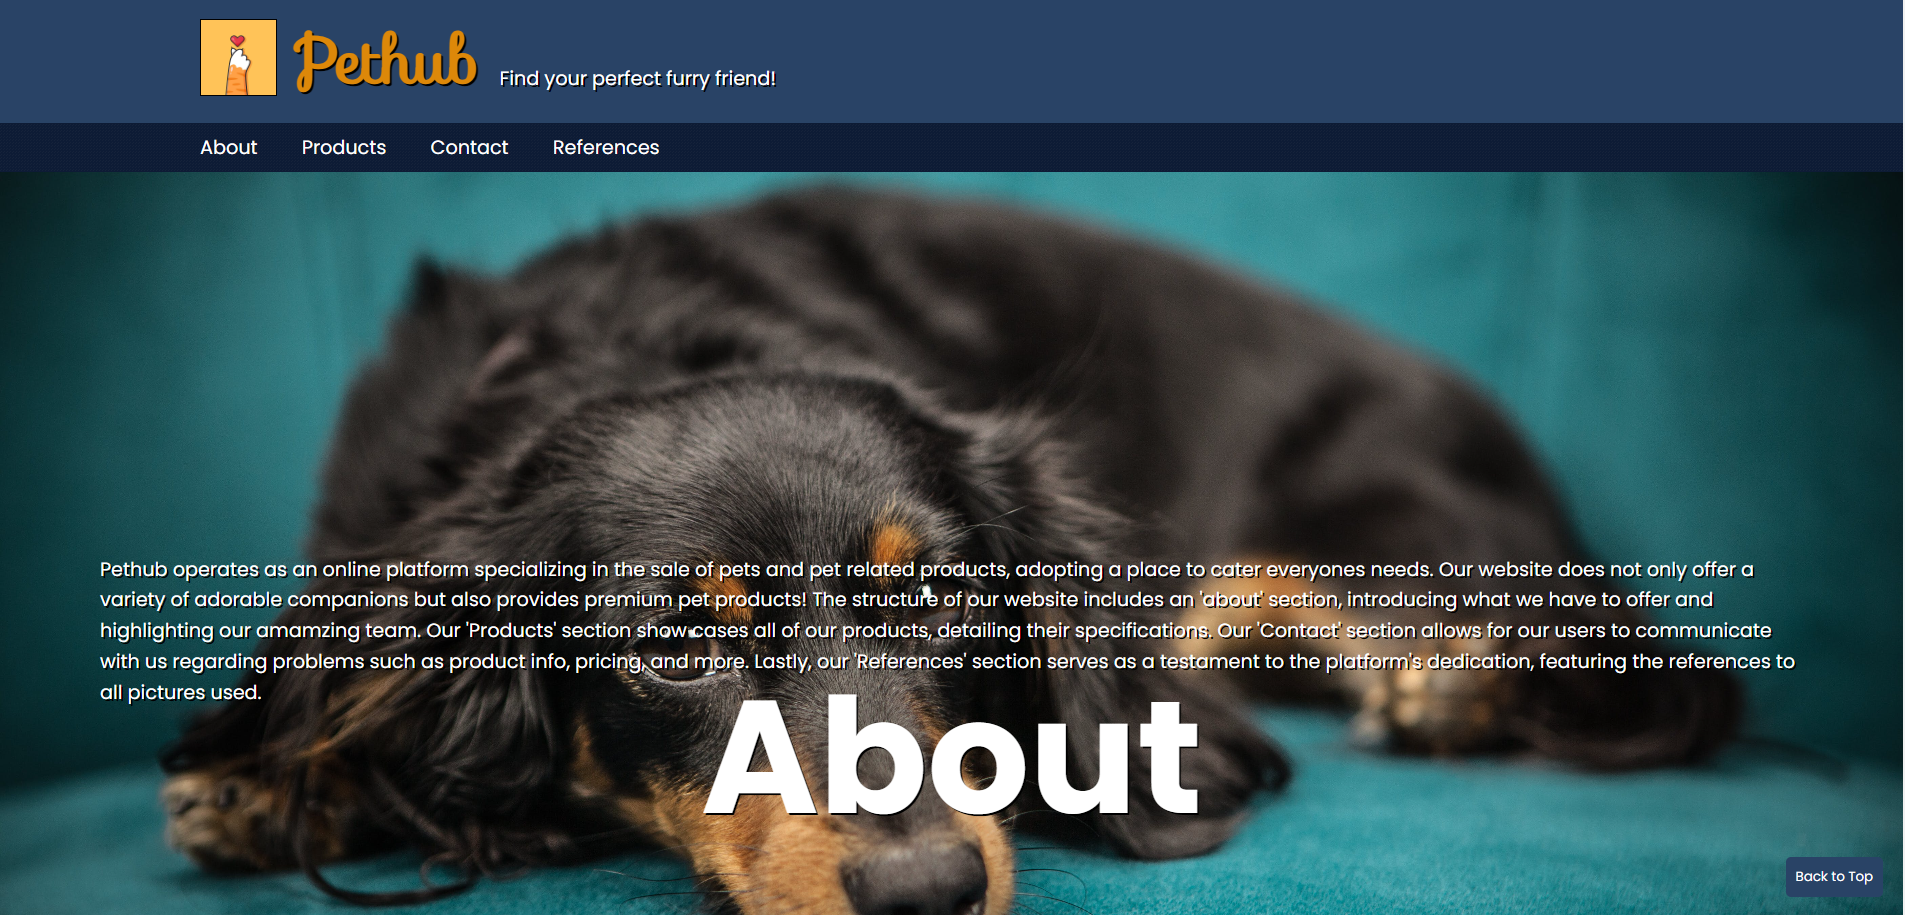 Pethub
Find your perfect furry friend!
About Products Contact References
Pethub operates as an online platform specializing in the sale of pets and pet related products, adopting a place to cater everyones needs. Our website does not only offer a
variety of adorable companions but also provides premium pet products! The structure of our website includes an 'about' section, introducing what we have to offer and
highlighting our amamzing team. Our 'Products' section showcases all of our products, detailing their specifications. Our 'Contact' section allows for our users to communicate
with us regarding problems such as product info, pricing, and more. Lastly, our 'References' section serves as a testament to the platform's dedication, featuring the references to
all pictures used.
About
Back to Top